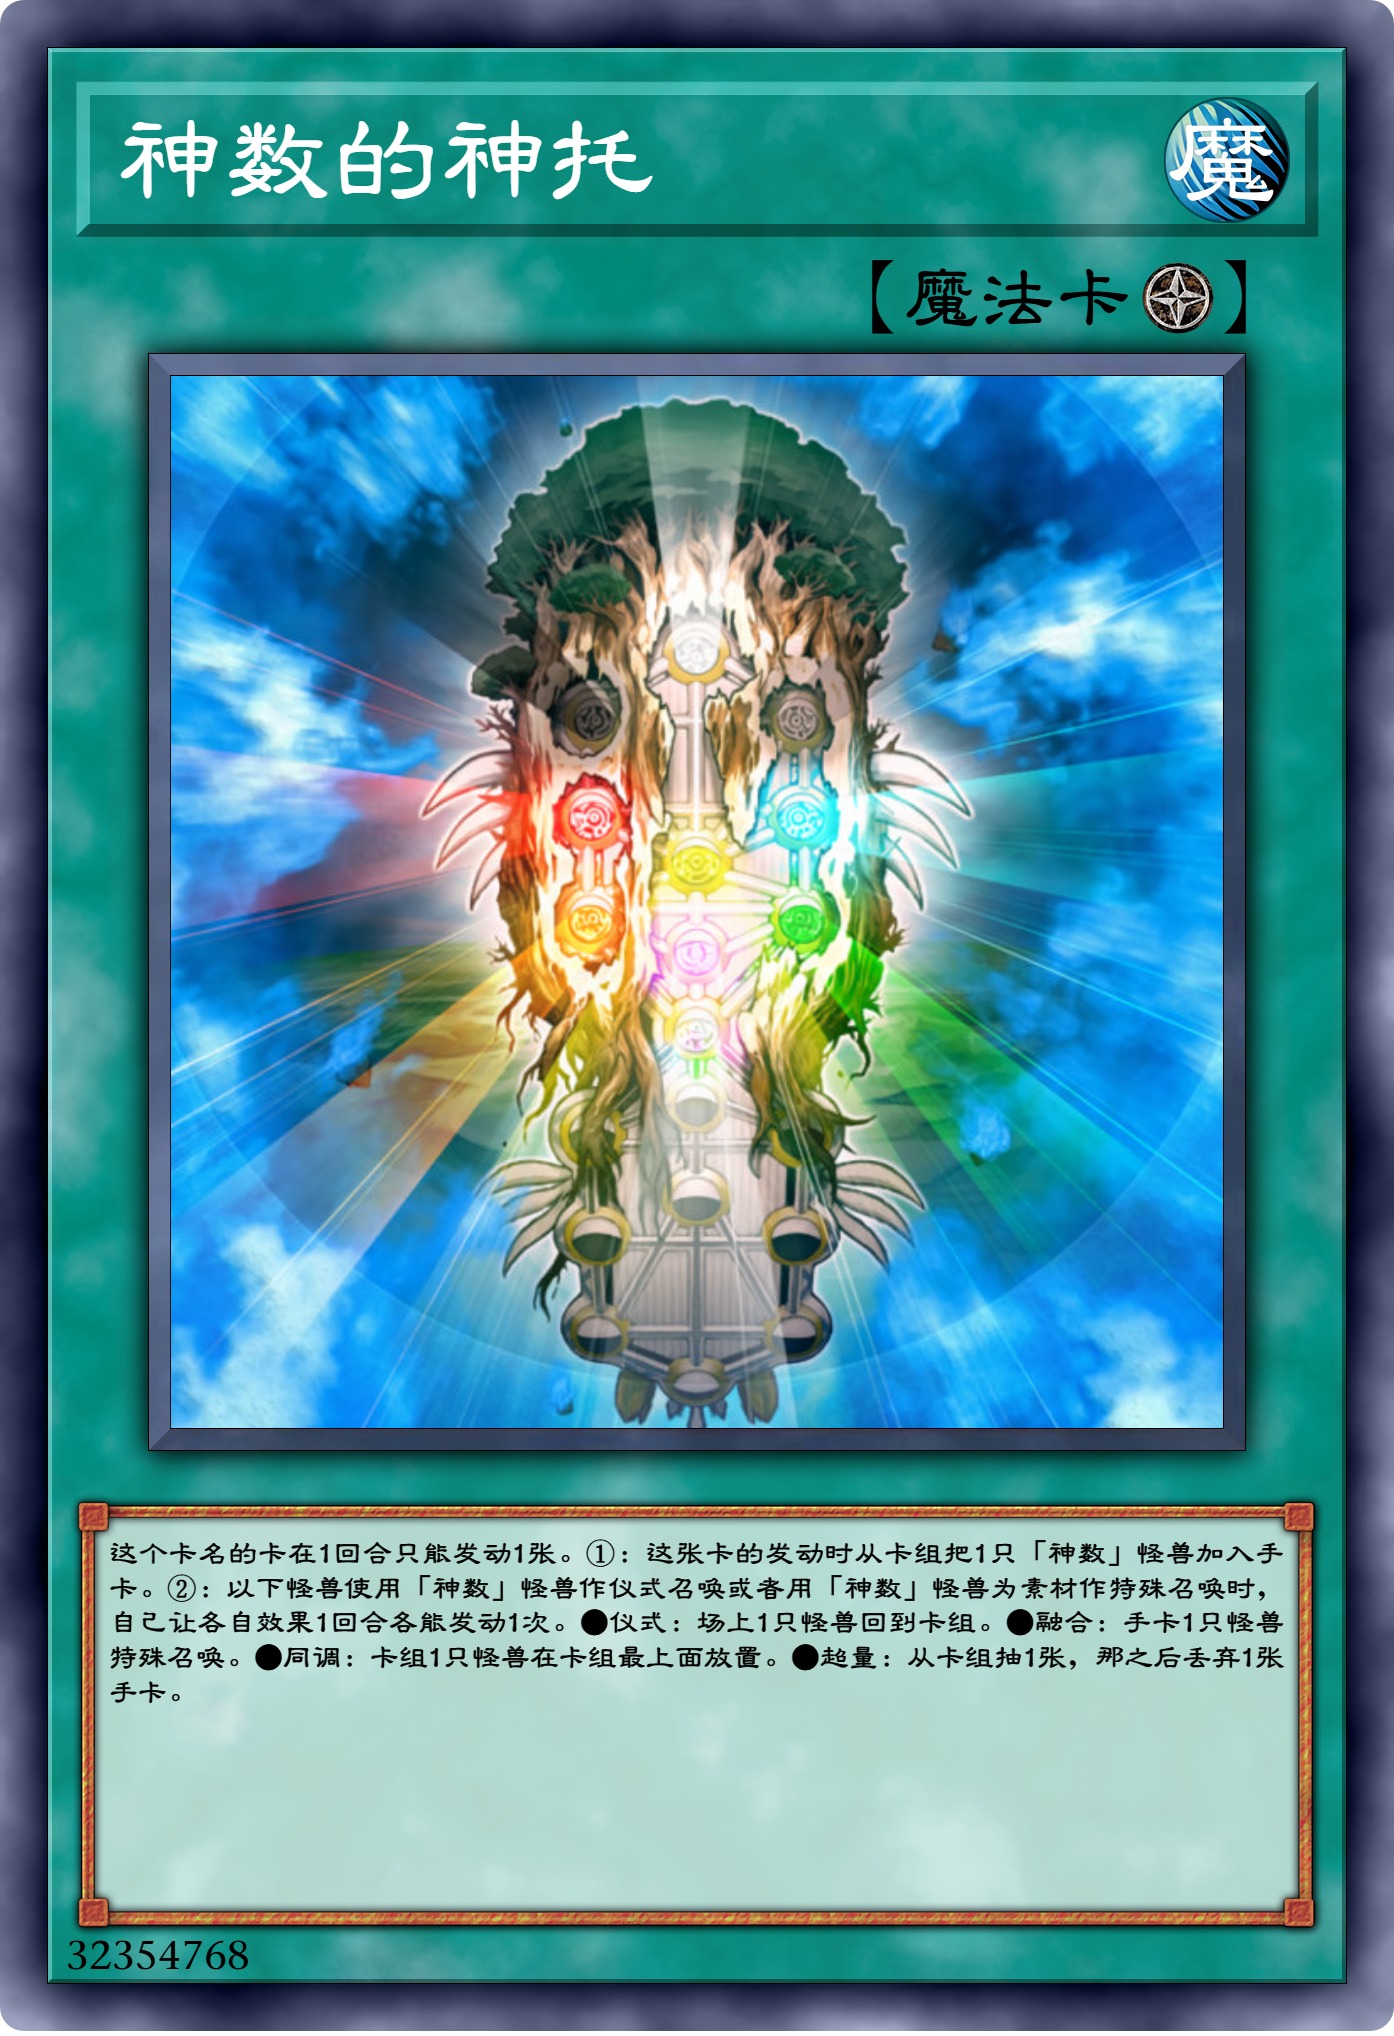 神数的神托
魔
【魔法卡】
这个卡名的卡在1回合只能发动1张。①：这张卡的发动时从卡组把1只「神数」怪兽加入手
卡。②：以下怪兽使用「神数」怪兽作仪式召唤或者用「神数」怪兽为素材作特殊召唤时，
自己让各自效果1回合各能发动1次。●仪式：场上1只怪兽回到卡组。●融合：手卡1只怪兽
特殊召唤。●同调：卡组1只怪兽在卡组最上面放置。●超量：从卡组抽1张，那之后丢弃1张
手卡。
32354768